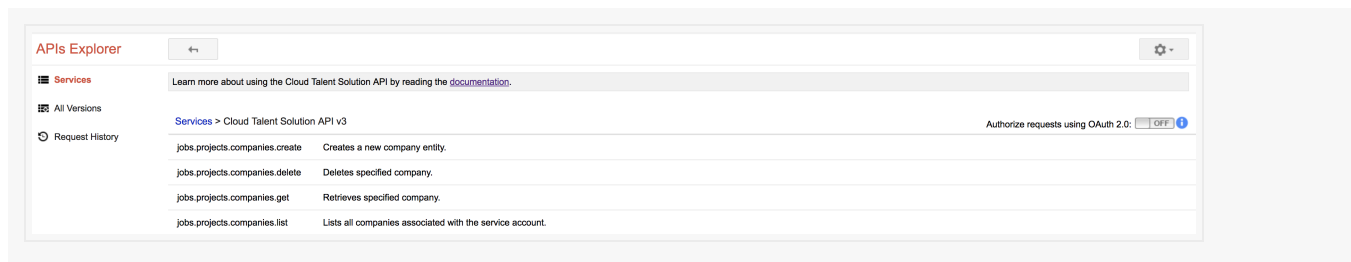 APIs Explorer
Services
Learn more about using the Cloud Talent Solution API by reading the documentation.
All Versions
Services > Cloud Talent Solution API v3
Authorize requests using OAuth 2.0: OFF
Request History
jobs.projects.companies.create Creates a new company entity.
jobs.projects.companies.delete Deletes specified company.
jobs.projects.companies.get Retrieves specified company.
jobs.projects.companies.list Lists all companies associated with the service account.